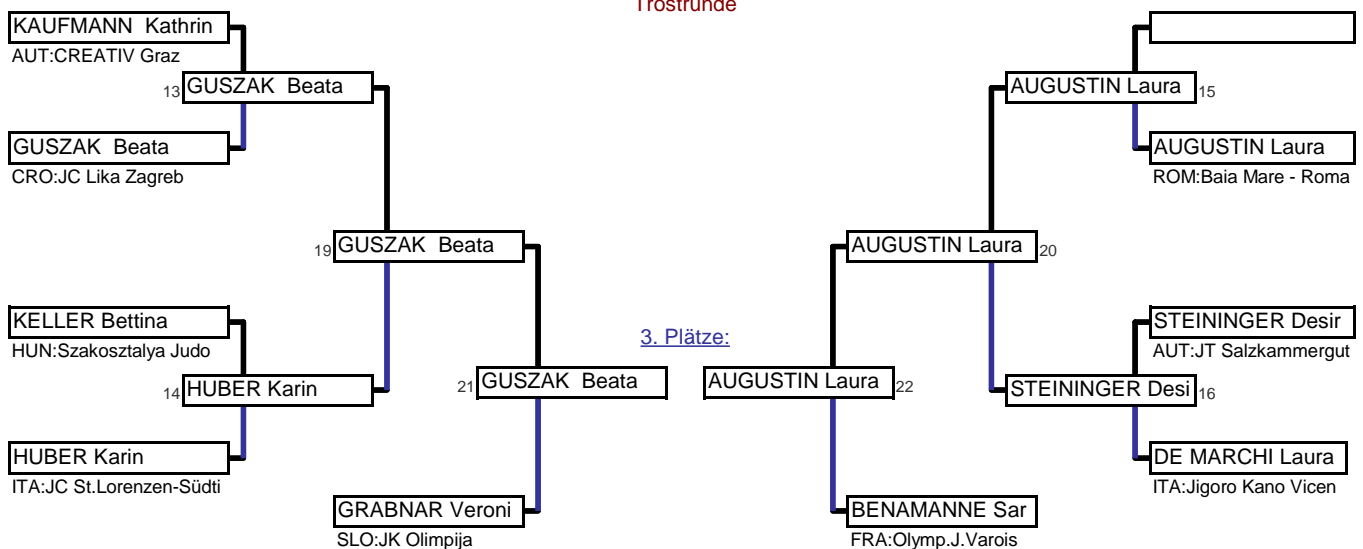 Trostrunde
KAUFMANN Kathrin
AUT:CREATIV Graz
13 GUSZAK Beata
GUSZAK Beata
CRO:JC Lika Zagreb
19 GUSZAK Beata
KELLER Bettina
HUN:Szakosztalya Judo
14 HUBER Karin
HUBER Karin
ITA:JC St.Lorenzen-Südti
21 GUSZAK Beata
GRABNAR Veroni
SLO:JK Olimpija
3. Plätze:
AUGUSTIN Laura 15
AUGUSTIN Laura
ROM:Baia Mare - Roma
AUGUSTIN Laura 20
STEININGER Desir
AUT:JT Salzkammergut
AUGUSTIN Laura 22
STEININGER Desi 16
DE MARCHI Laura
ITA:Jigoro Kano Vicen
BENAMANNE Sar
FRA:Olymp.J.Varois